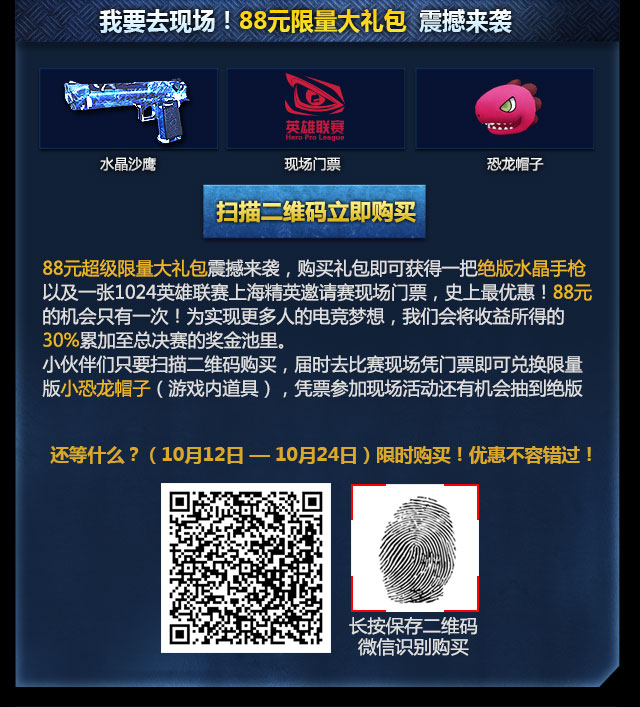 我要去现场！88元限量大礼包 震撼来袭
英雄联赛
Hero Pro League
水晶沙鹰
现场门票
恐龙帽子
扫描二维码立即购买
88元超级限量大礼包震撼来袭，购买礼包即可获得一把绝版水晶手枪
以及一张1024英雄联赛上海精英邀请赛现场门票，史上最优惠！88元
的机会只有一次！为实现更多人的电竞梦想，我们会将收益所得的
30%累加至总决赛的奖金池里。
小伙伴们只要扫描二维码购买，届时去比赛现场凭门票即可兑换限量
版小恐龙帽子（游戏内道具），凭票参加现场活动还有机会抽到绝版
还等什么？（10月12日 — 10月24日）限时购买！优惠不容错过！
长按保存二维码
微信识别购买